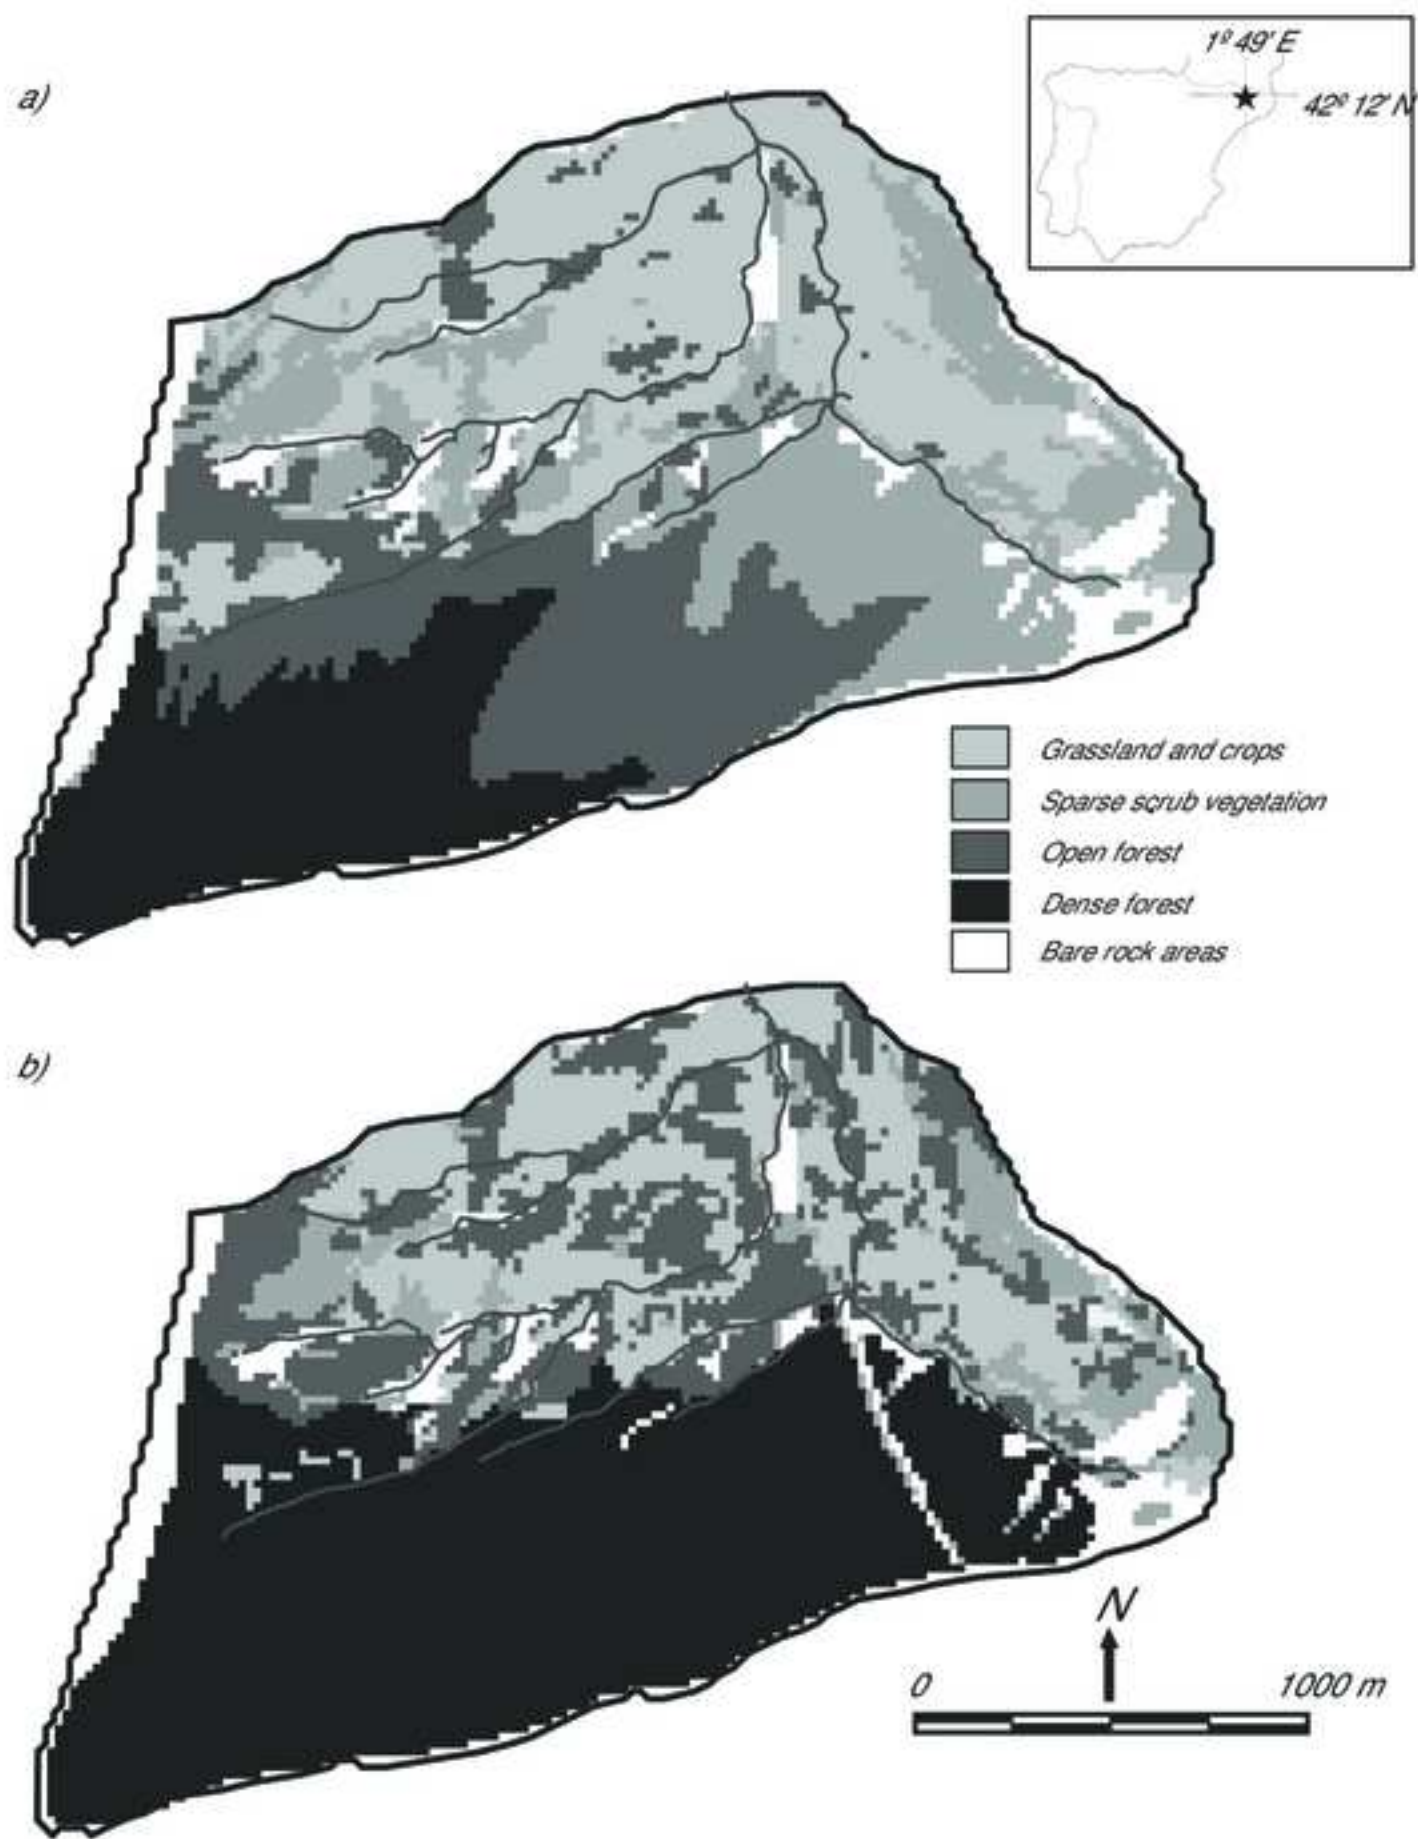 a)
1º 49' E
42º 12' N
Grassland and crops
Sparse scrub vegetation
Open forest
Dense forest
Bare rock areas
b)
N
0 1000 m